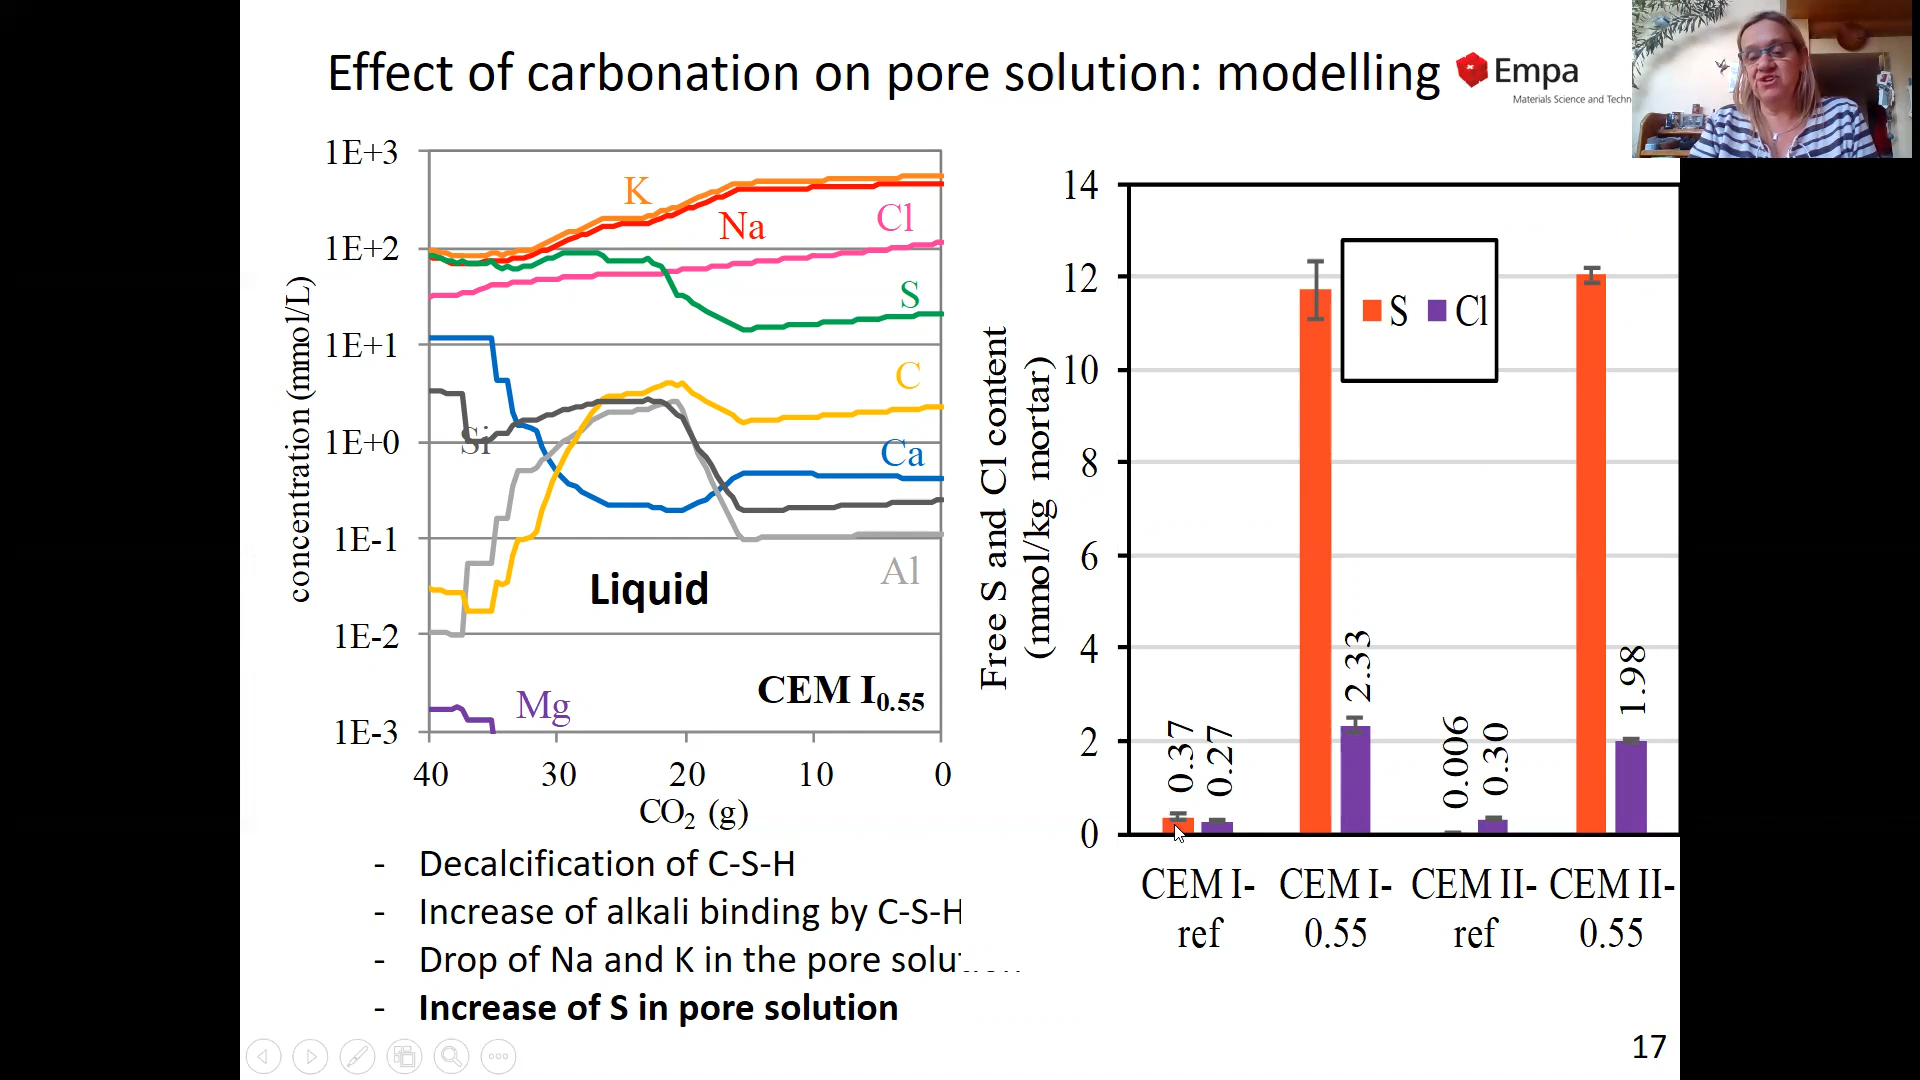 Effect of carbonation on pore solution: modelling
Empa
Materials Science and Techn
1E+3
1E+2
1E+1
1E+0
1E-1
1E-2
1E-3
concentration (mmol/L)
K
Na
Cl
S
C
Ca
Si
Al
Liquid
Mg
CEM I0.55
40 30 20 10 0
CO2 (g)
14
12
10
8
6
4
2
0
Free S and Cl content
(mmol/kg mortar)
S Cl
0.37
0.27
2.33
0.006
0.30
1.98
CEM I- CEM I- CEM II- CEM II-
ref 0.55 ref 0.55
- Decalcification of C-S-H
- Increase of alkali binding by C-S-H
- Drop of Na and K in the pore solution
- Increase of S in pore solution
17